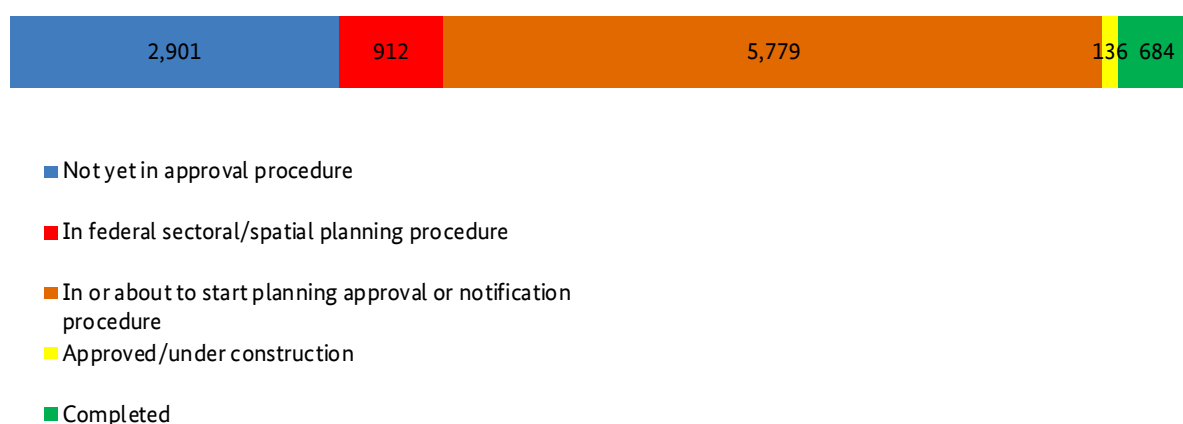 2,901 912 5,779 136 684
Not yet in approval procedure
In federal sectoral/spatial planning procedure
In or about to start planning approval or notification
procedure
Approved/under construction
Completed